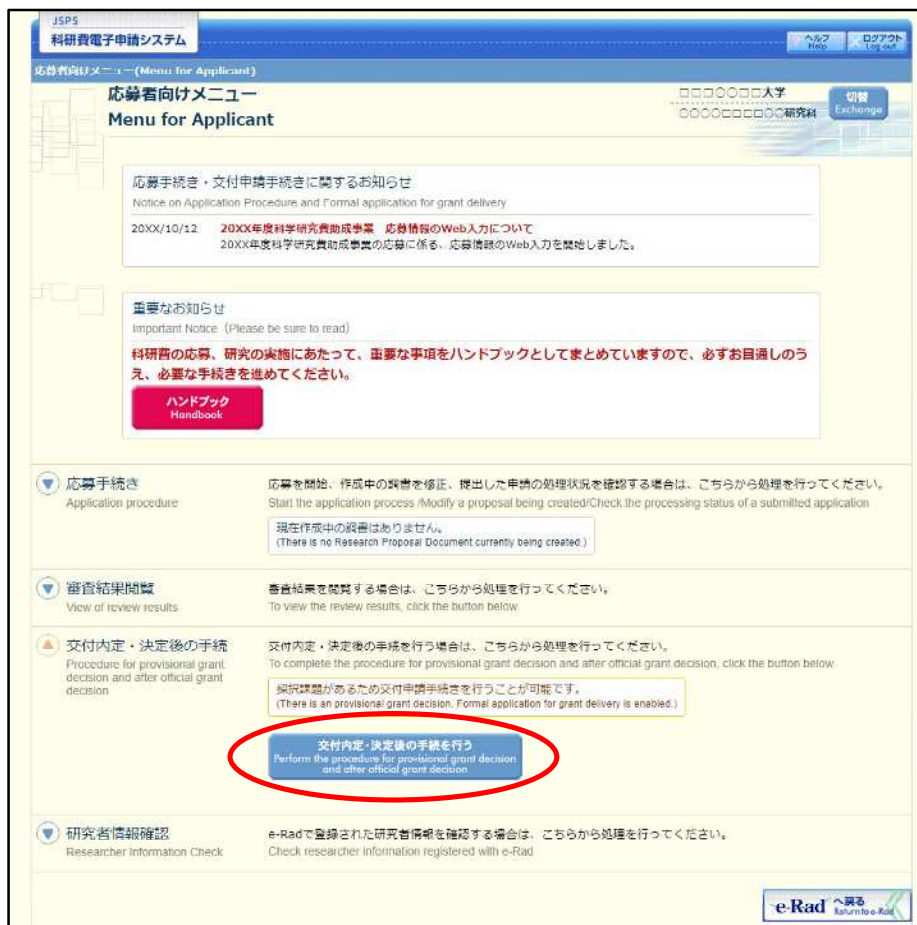 JSPS
科研費電子申請システム
ヘルプ
Help
ログアウト
Log out
応募者向けメニュー(Menu for Applicant)
応募者向けメニュー
Menu for Applicant
□□□○○□□大学
○○○○□□□□○○研究科
切替
Exchange
応募手続き・交付申請手続きに関するお知らせ
Notice on Application Procedure and Formal application for grant delivery
20XX/10/12 20XX年度科学研究費助成事業 応募情報のWeb入力について
20XX年度科学研究費助成事業の応募に係る、応募情報のWeb入力を開始しました。
重要なお知らせ
Important Notice (Please be sure to read)
科研費の応募、研究の実施にあたって、重要な事項をハンドブックとしてまとめていますので、必ずお目通しのう
え、必要な手続きを進めてください。
ハンドブック
Handbook
応募手続き
Application procedure
応募を開始、作成中の調書を修正、提出した申請の処理状況を確認する場合は、こちらから処理を行ってください。
Start the application process /Modify a proposal being created/Check the processing status of a submitted application
現在作成中の調書はありません。
(There is no Research Proposal Document currently being created.)
審査結果閲覧
View of review results
審査結果を閲覧する場合は、こちらから処理を行ってください。
To view the review results, click the button below.
交付内定・決定後の手続
Procedure for provisional grant
decision and after official grant
decision
交付内定・決定後の手続を行う場合は、こちらから処理を行ってください。
To complete the procedure for provisional grant decision and after official grant decision, click the button below.
採択課題があるため交付申請手続きを行うことが可能です。
(There is an provisional grant decision. Formal application for grant delivery is enabled.)
交付内定・決定後の手続を行う
Perform the procedure for provisional grant decision
and after official grant decision
研究者情報確認
Researcher Information Check
e-Radで登録された研究者情報を確認する場合は、こちらから処理を行ってください。
Check researcher information registered with e-Rad
e-Rad へ戻る
Return to e-Rad